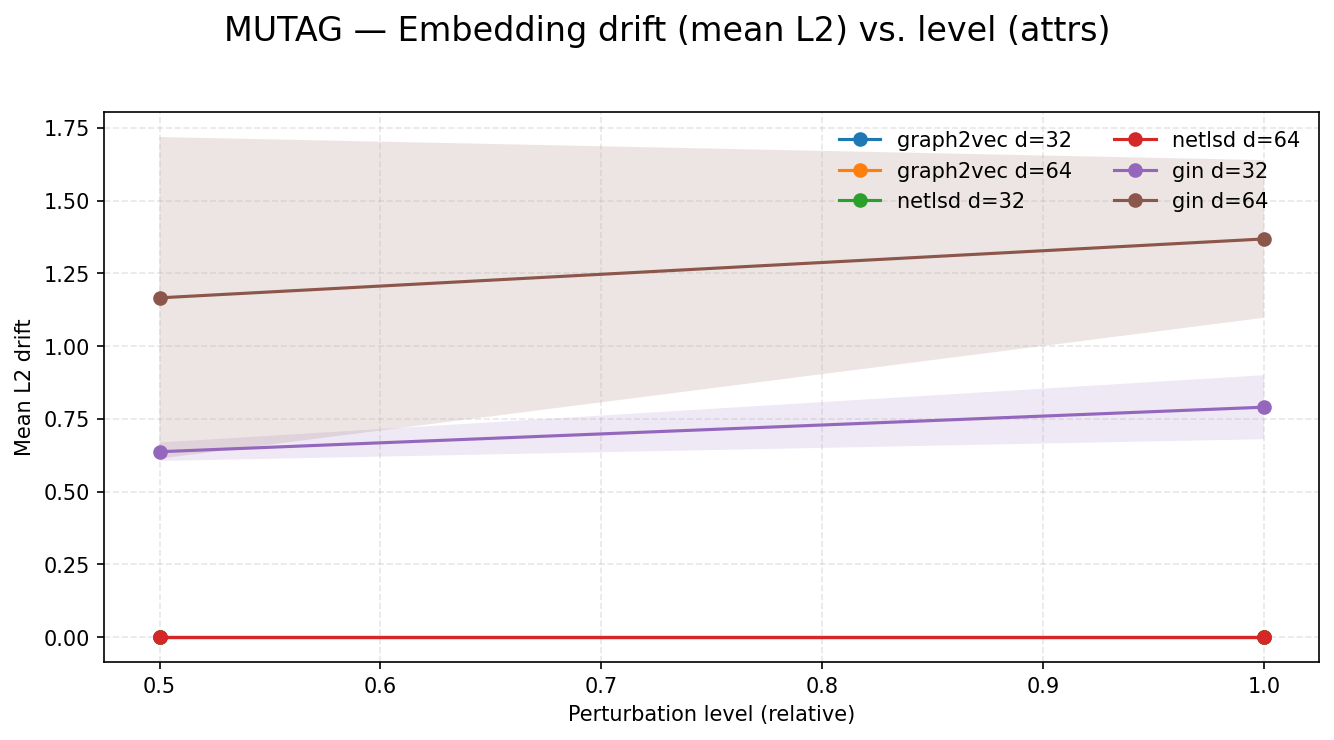 MUTAG — Embedding drift (mean L2) vs. level (attrs)
1.75
1.50
1.25
1.00
0.75
0.50
0.25
0.00
Mean L2 drift
graph2vec d=32
graph2vec d=64
netlsd d=32
netlsd d=64
gin d=32
gin d=64
0.5 0.6 0.7 0.8 0.9 1.0
Perturbation level (relative)